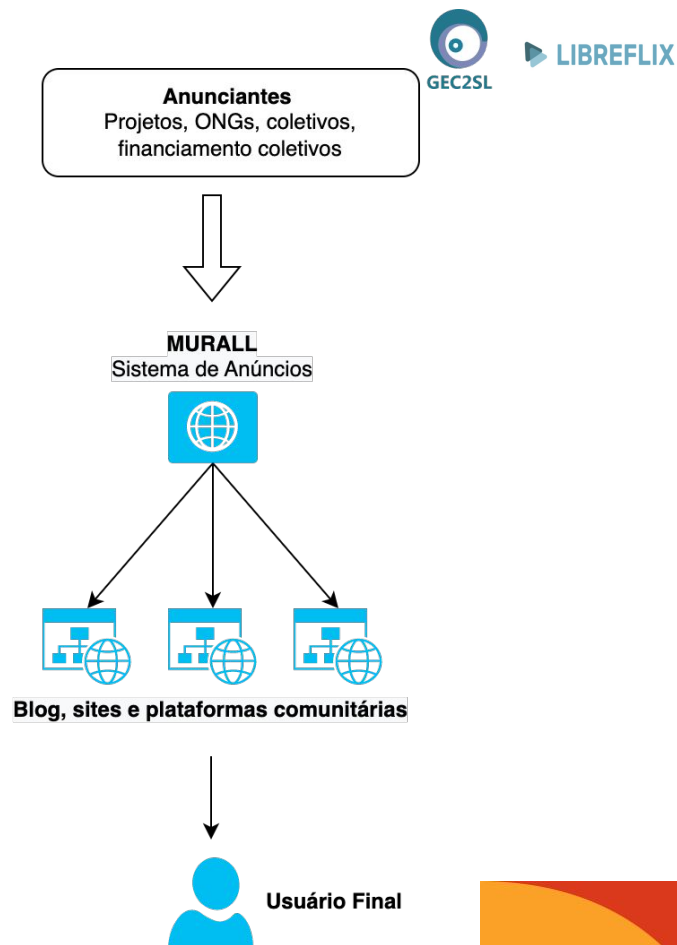 GEC2SL
LIBREFLIX
Anunciantes
Projetos, ONGs, coletivos,
financiamento coletivos
MURALL
Sistema de Anúncios
Blog, sites e plataformas comunitárias
Usuário Final